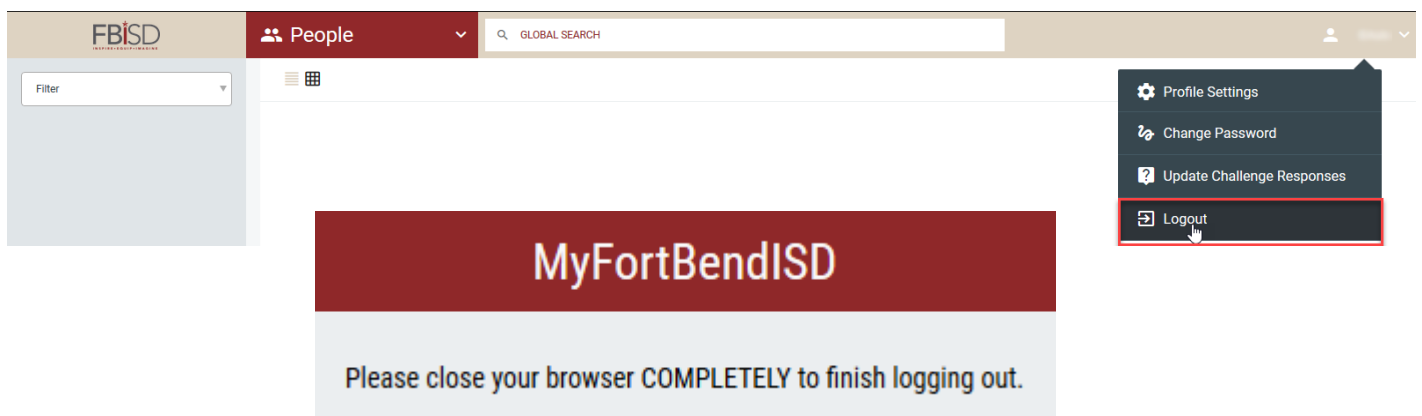 FBISD
INSPIRE•EQUIP•IMAGINE
People
GLOBAL SEARCH
Filter
Profile Settings
Change Password
Update Challenge Responses
Logout
MyFortBendISD
Please close your browser COMPLETELY to finish logging out.